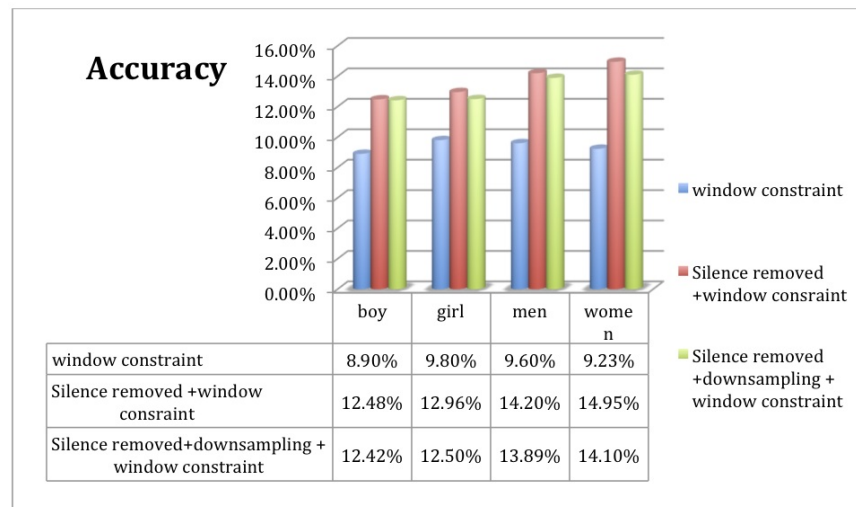 Accuracy
16.00%
14.00%
12.00%
10.00%
8.00%
6.00%
4.00%
2.00%
0.00%
boy girl men wome
n
window constraint 8.90% 9.80% 9.60% 9.23%
Silence removed +window
consraint 12.48% 12.96% 14.20% 14.95%
Silence removed+downsampling +
window constraint 12.42% 12.50% 13.89% 14.10%
window constraint
Silence removed
+window consraint
Silence removed
+downsampling +
window constraint